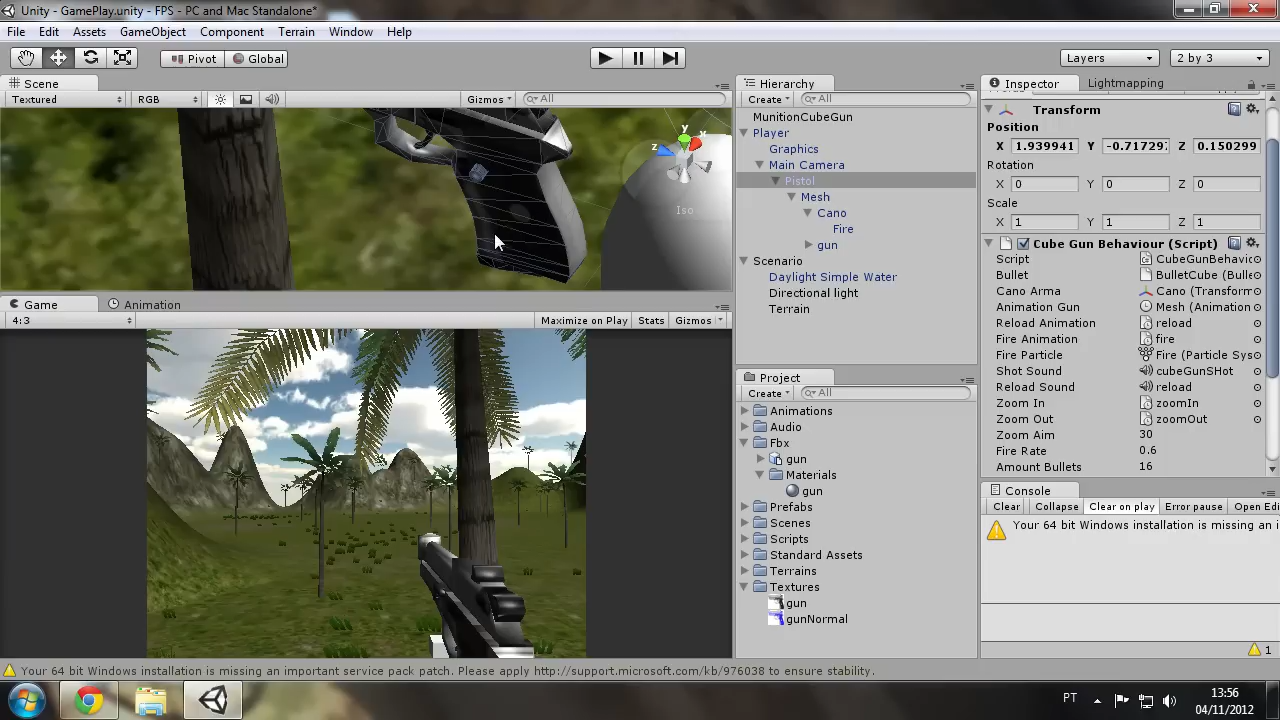 Unity - GamePlay.unity - FPS - PC and Mac Standalone*
File Edit Assets GameObject Component Terrain Window Help
Pivot Global Layers 2 by 3
Scene
Textured RGB Gizmos All
y
x
z
Iso
Game Animation
4:3 Maximize on Play Stats Gizmos
Hierarchy
Create All
MunitionCubeGun
Player
Graphics
Main Camera
Pistol
Mesh
Cano
Fire
gun
Scenario
Daylight Simple Water
Directional light
Terrain
Project
Create All
Animations
Audio
Fbx
gun
Materials
gun
Prefabs
Scenes
Scripts
Standard Assets
Terrains
Textures
gun
gunNormal
Inspector Lightmapping
Transform
Position
X 1.939941 Y -0.71729 Z 0.150299
Rotation
X 0 Y 0 Z 0
Scale
X 1 Y 1 Z 1
Cube Gun Behaviour (Script)
Script CubeGunBehavio
Bullet BulletCube (Bulle
Cano Arma Cano (Transform
Animation Gun Mesh (Animation
Reload Animation reload
Fire Animation fire
Fire Particle Fire (Particle Sys
Shot Sound cubeGunSHot
Reload Sound reload
Zoom In zoomIn
Zoom Out zoomOut
Zoom Aim 30
Fire Rate 0.6
Amount Bullets 16
Console
Clear Collapse Clear on play Error pause Open Edi
Your 64 bit Windows installation is missing an i
1
Your 64 bit Windows installation is missing an important service pack patch. Please apply http://support.microsoft.com/kb/976038 to ensure stability.
PT 13:56
04/11/2012